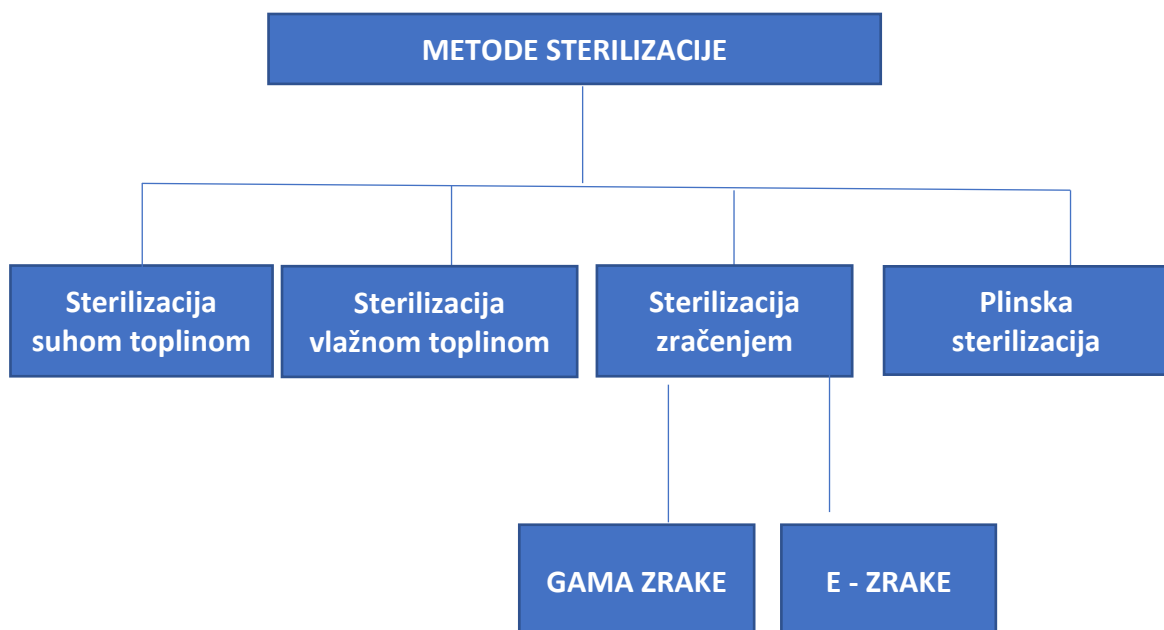 METODE STERILIZACIJE
Sterilizacija
suhom toplinom
Sterilizacija
vlažnom toplinom
Sterilizacija
zračenjem
Plinska
sterilizacija
GAMA ZRAKE
E - ZRAKE